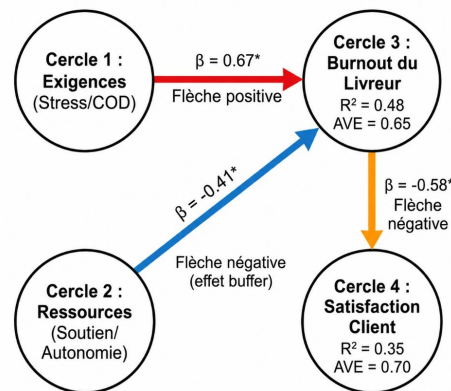 Cercle 1 :
Exigences
(Stress/COD)
β = 0.67*
Flèche positive
Cercle 3 :
Burnout du
Livreur
R² = 0.48
AVE = 0.65
β = -0.41*
Flèche négative
(effet buffer)
β = -0.58*
Flèche
négative
Cercle 2 :
Ressources
(Soutien/
Autonomie)
Cercle 4 :
Satisfaction
Client
R² = 0.35
AVE = 0.70